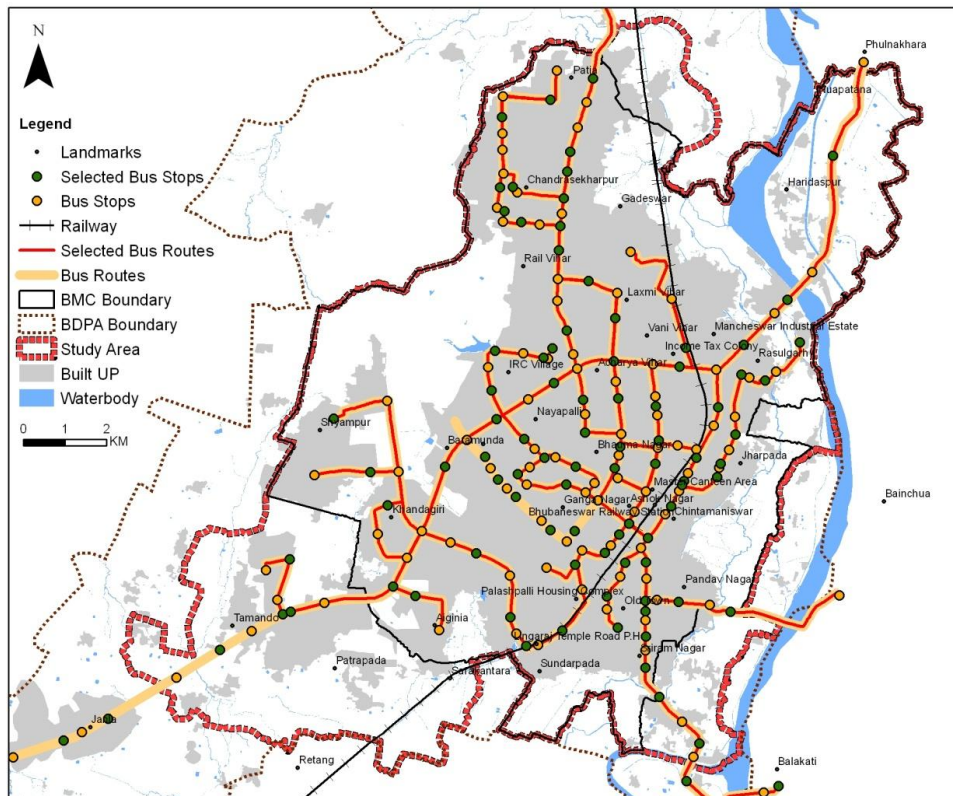 N
Legend
Landmarks
Selected Bus Stops
Bus Stops
Railway
Selected Bus Routes
Bus Routes
BMC Boundary
BDPA Boundary
Study Area
Built UP
Waterbody
0 1 2
KM
Phulnakhara
Patia
Chandrasekharpur
Haridaspur
Gadeswar
Rail Vihar
Laxmi Vihar
Vani Vihar
Mancheswar Industrial Estate
Income Tax Colony
Rasulgarh
IRC Village
Acharya Vihar
Nayapalli
Shyampur
Baramunda
Bhauma Nagar
Jharpada
Master Canteen Area
Bainchua
Ganga Nagar
Ashok Nagar
Khandagiri
Bhubaneswar Railway Station
Chintamaniswar
Pandav Nagar
Palashpalli Housing Complex
Old Town
Tamando
Aiginia
Lingaraj Temple Road P.H.
Sriram Nagar
Patrapada
Sarakantara
Sundarpada
Jatla
Retang
Balakati